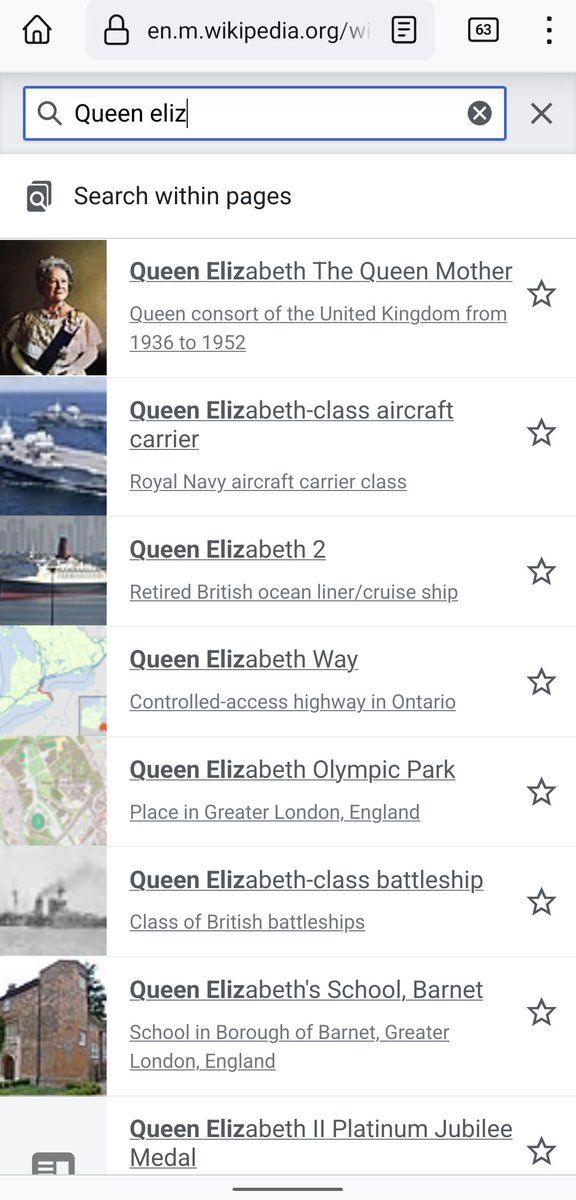 en.m.wikipedia.org/wi
63
Queen eliz
Search within pages
Queen Elizabeth The Queen Mother
Queen consort of the United Kingdom from
1936 to 1952
Queen Elizabeth-class aircraft
carrier
Royal Navy aircraft carrier class
Queen Elizabeth 2
Retired British ocean liner/cruise ship
Queen Elizabeth Way
Controlled-access highway in Ontario
Queen Elizabeth Olympic Park
Place in Greater London, England
Queen Elizabeth-class battleship
Class of British battleships
Queen Elizabeth's School, Barnet
School in Borough of Barnet, Greater
London, England
Queen Elizabeth II Platinum Jubilee
Medal